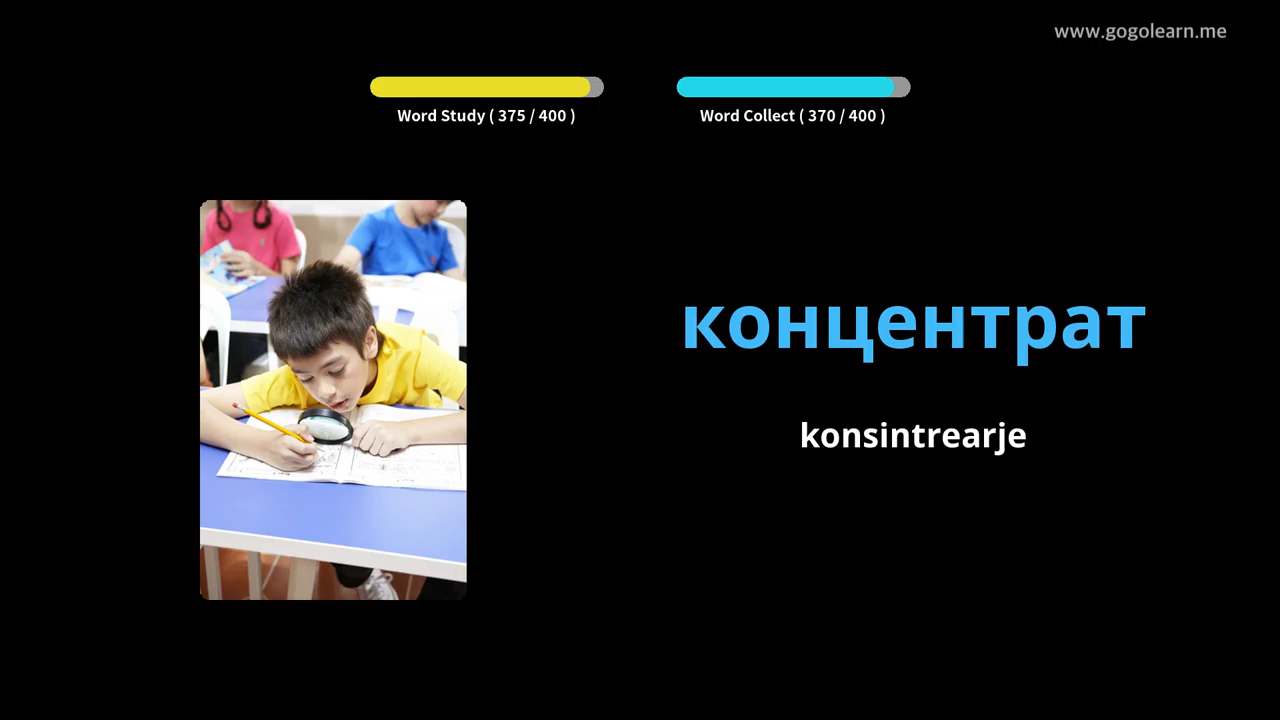 www.gogolearn.me
Word Study ( 375 / 400 )
Word Collect ( 370 / 400 )
концентрат
konsintrearje